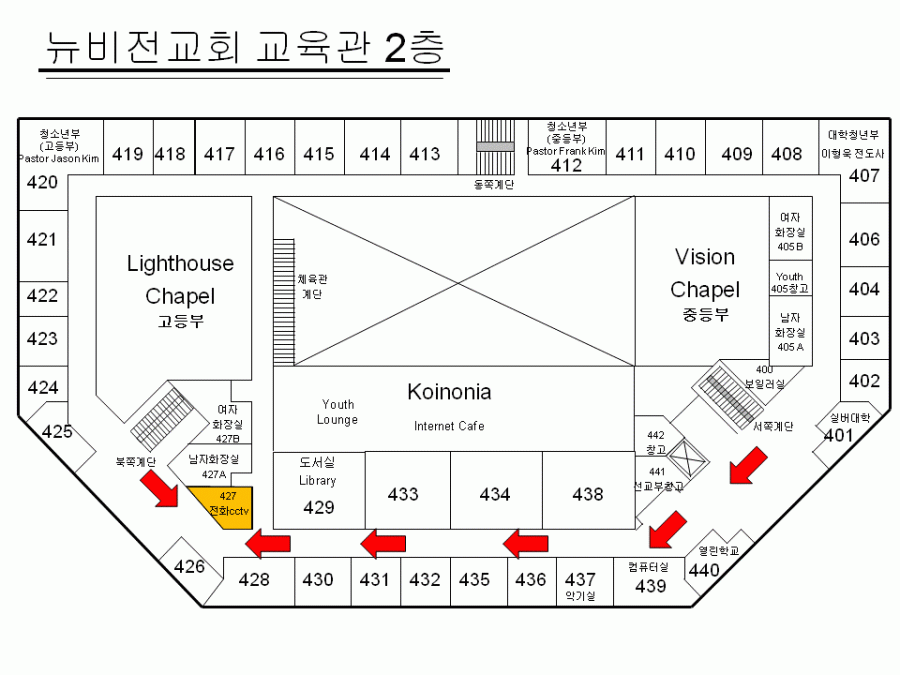 뉴비전교회 교육관 2층
청소년부
(고등부)
Pastor Jason Kim
420
419
418
417
416
415
414
413
동쪽계단
청소년부
(중등부)
Pastor Frank Kim
412
411
410
409
408
대학청년부
이형욱 전도사
407
421
422
423
424
425
Lighthouse
Chapel
고등부
체육관
계단
Vision
Chapel
중등부
여자
화장실
405B
Youth
405창고
남자
화장실
405A
406
404
403
402
400
보일러실
서쪽계단
실버대학
401
Koinonia
Youth
Lounge
Internet Cafe
북쪽계단
여자
화장실
427B
남자화장실
427A
427
전화cctv
도서실
Library
429
433
434
438
442
창고
441
선교부창고
426
428
430
431
432
435
436
437
악기실
컴퓨터실
439
열린학교
440